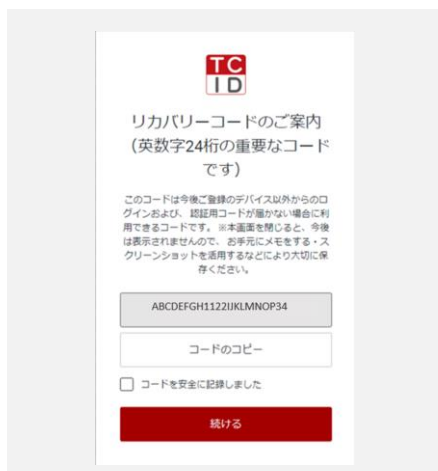 TC
ID
リカバリーコードのご案内
（英数字24桁の重要なコード
です）
このコードは今後ご登録のデバイス以外からのロ
グインおよび、 認証用コードが届かない場合に利
用できるコードです。 ※本画面を閉じると、今後
は表示されませんので、 お手元にメモをする・ス
クリーンショットを活用するなどにより大切に保
存ください。
ABCDEFGH1122IJKLMNOP34
コードのコピー
コードを安全に記録しました
続ける